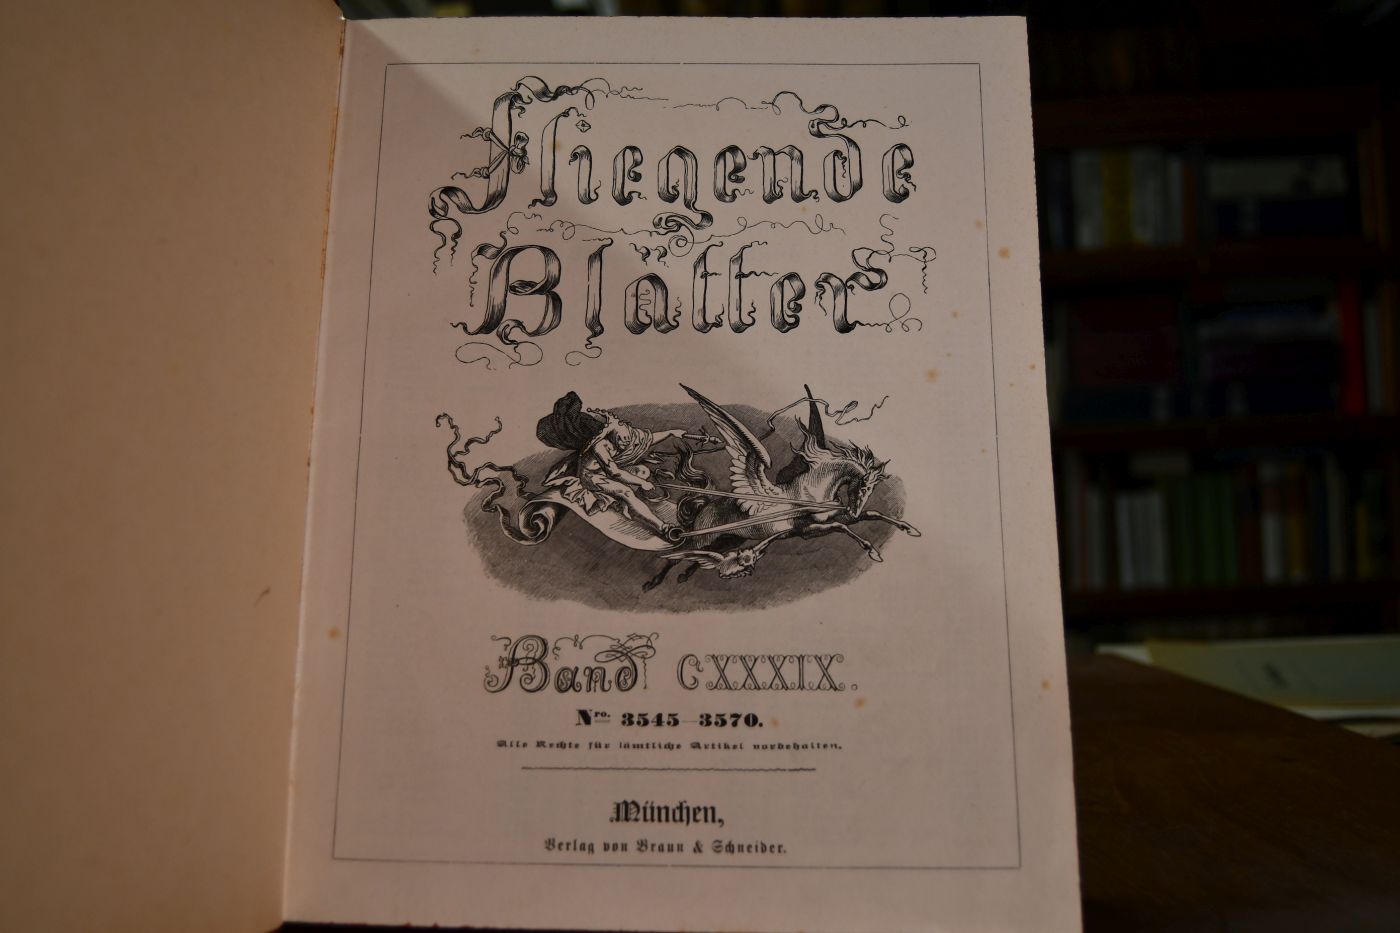 Fliegende
Blätter
Band CXXXIX.
Nro. 3545–3570.
Alle Rechte für sämtliche Artikel vorbehalten.
München,
Verlag von Braun & Schneider.